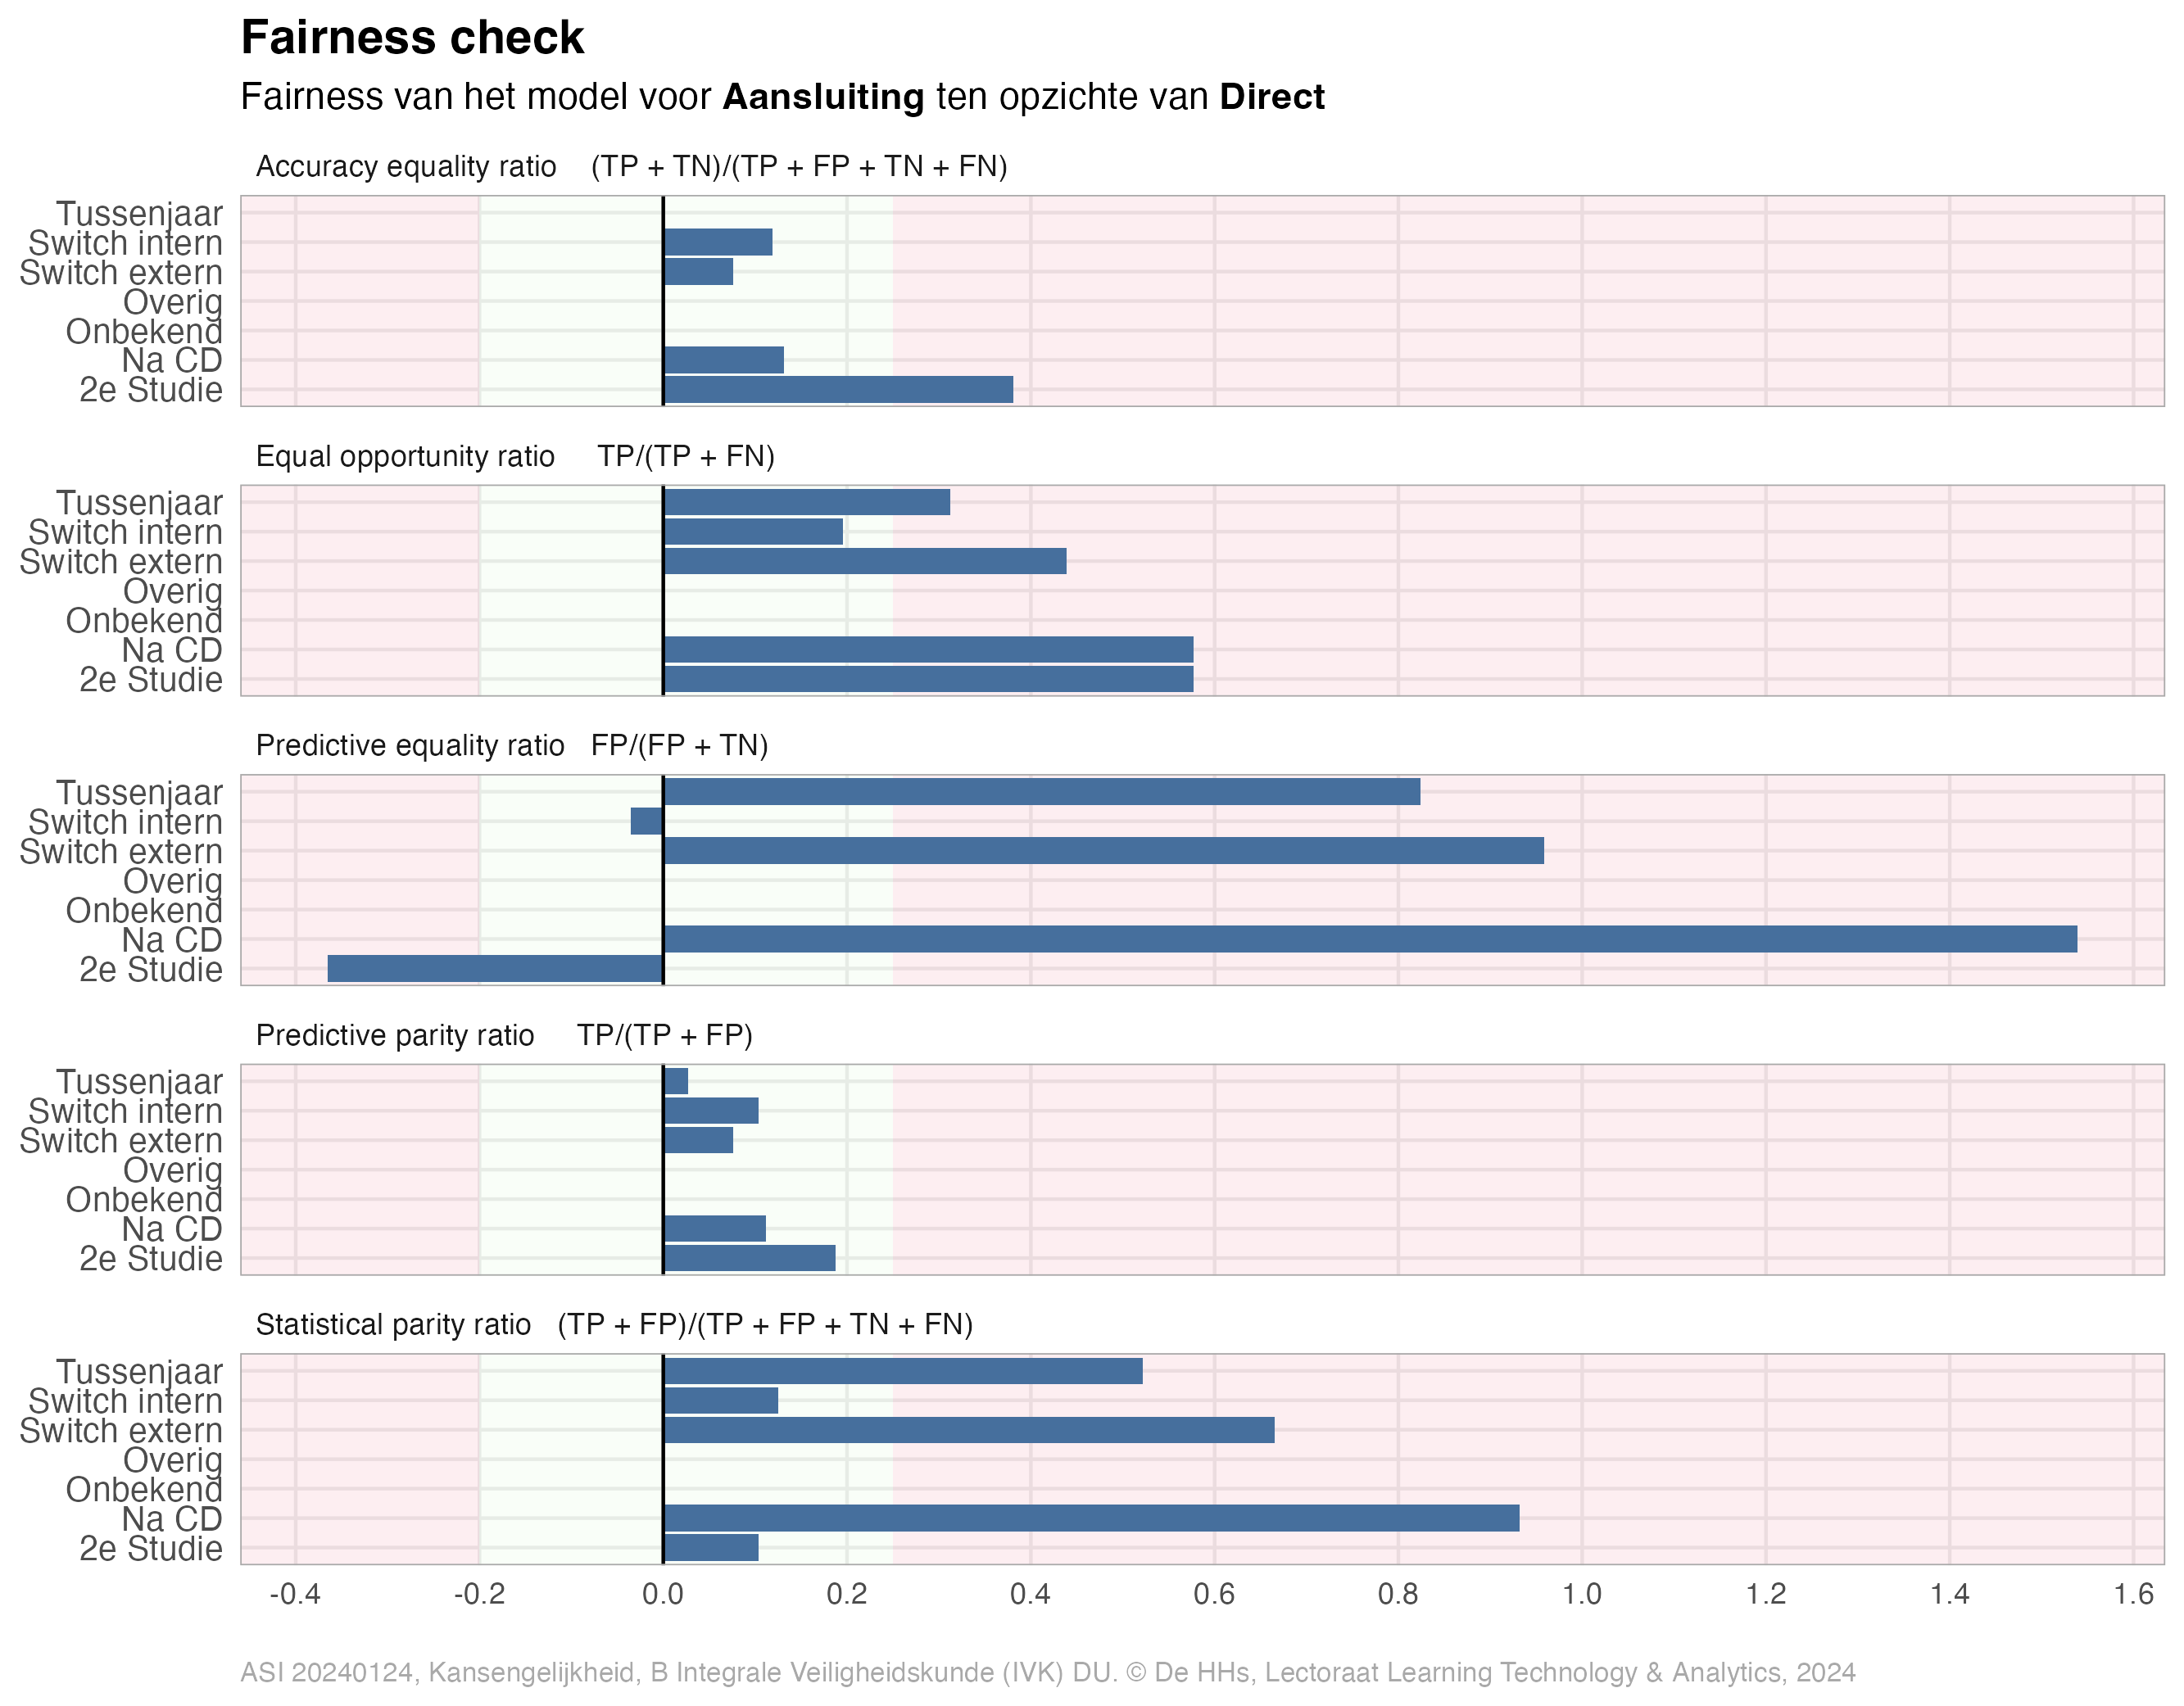 Fairness check
Fairness van het model voor Aansluiting ten opzichte van Direct
Accuracy equality ratio (TP + TN)/(TP + FP + TN + FN)
Tussenjaar
Switch intern
Switch extern
Overig
Onbekend
Na CD
2e Studie
Equal opportunity ratio TP/(TP + FN)
Tussenjaar
Switch intern
Switch extern
Overig
Onbekend
Na CD
2e Studie
Predictive equality ratio FP/(FP + TN)
Tussenjaar
Switch intern
Switch extern
Overig
Onbekend
Na CD
2e Studie
Predictive parity ratio TP/(TP + FP)
Tussenjaar
Switch intern
Switch extern
Overig
Onbekend
Na CD
2e Studie
Statistical parity ratio (TP + FP)/(TP + FP + TN + FN)
Tussenjaar
Switch intern
Switch extern
Overig
Onbekend
Na CD
2e Studie
-0.4 -0.2 0.0 0.2 0.4 0.6 0.8 1.0 1.2 1.4 1.6
ASI 20240124, Kansengelijkheid, B Integrale Veiligheidskunde (IVK) DU. © De HHs, Lectoraat Learning Technology & Analytics, 2024